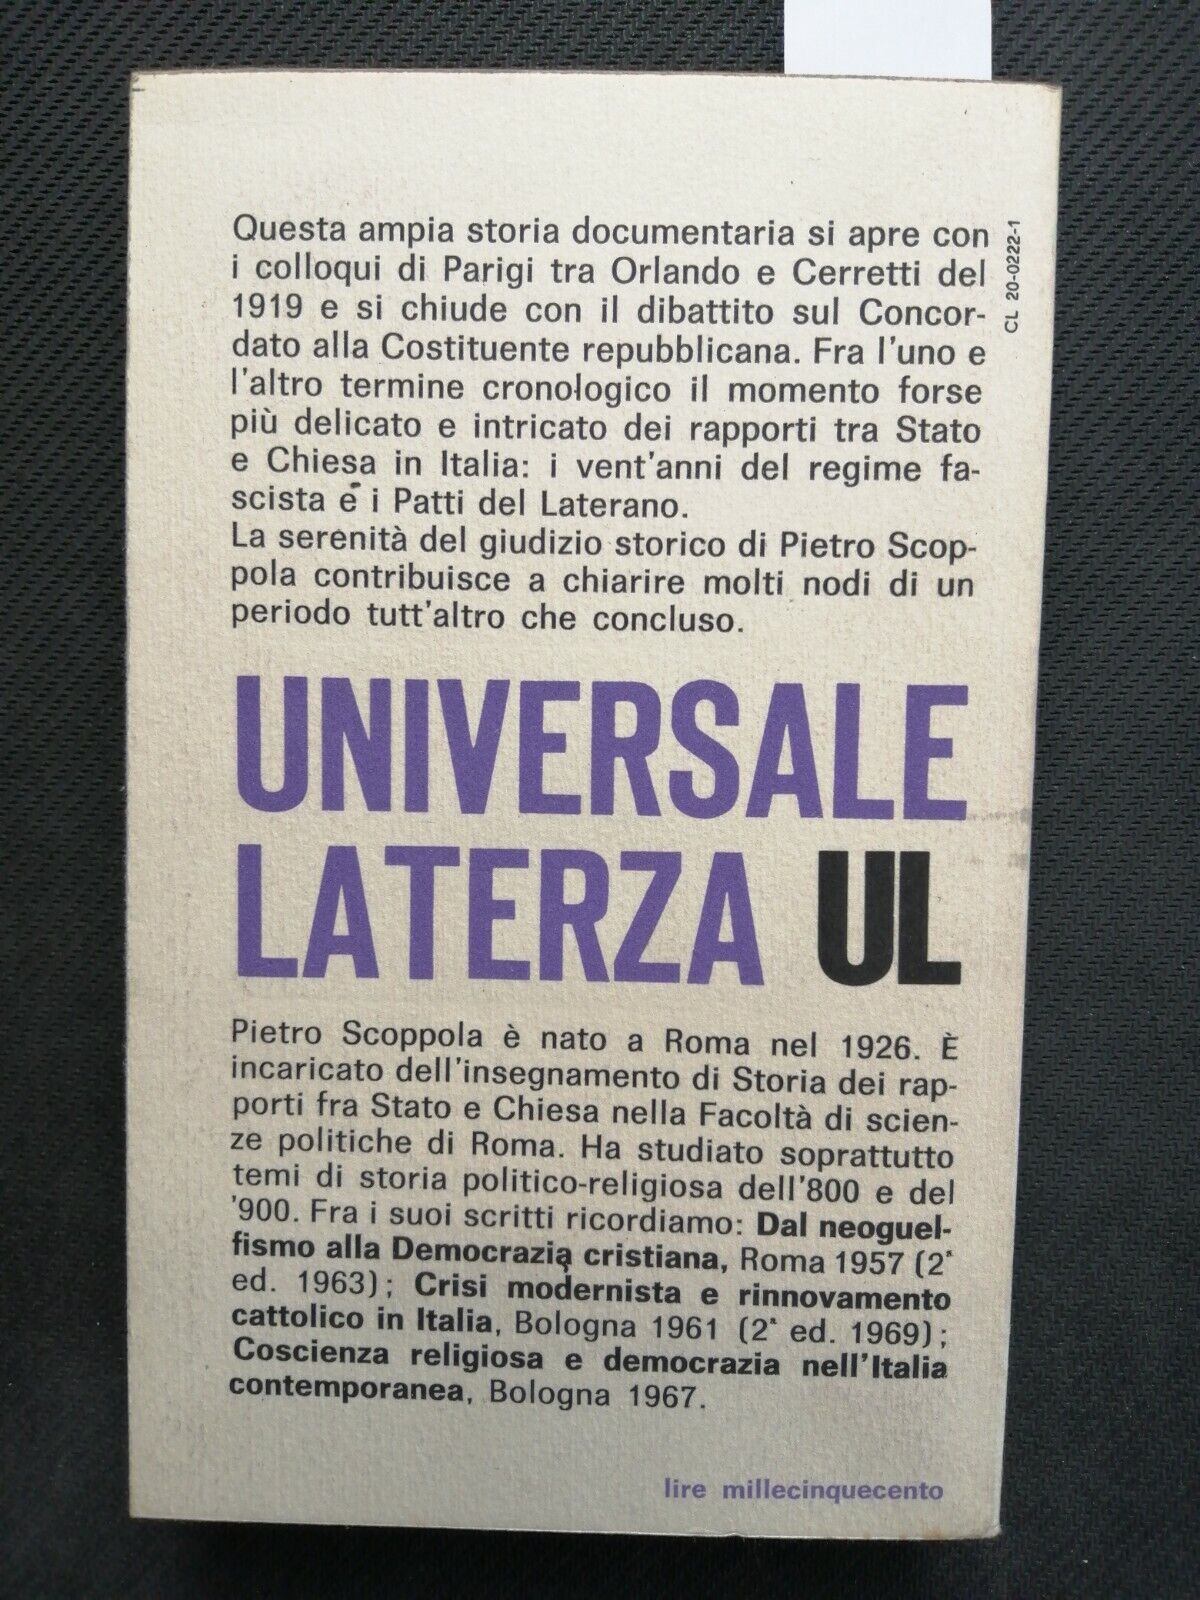 Questa ampia storia documentaria si apre con
i colloqui di Parigi tra Orlando e Cerretti del
1919 e si chiude con il dibattito sul Concor-
dato alla Costituente repubblicana. Fra l'uno e
l'altro termine cronologico il momento forse
più delicato e intricato dei rapporti tra Stato
e Chiesa in Italia: i vent'anni del regime fa-
scista e i Patti del Laterano.
La serenità del giudizio storico di Pietro Scop-
pola contribuisce a chiarire molti nodi di un
periodo tutt'altro che concluso.
CL 20-0222-1
UNIVERSALE
LATERZA UL
Pietro Scoppola è nato a Roma nel 1926. È
incaricato dell'insegnamento di Storia dei rap-
porti fra Stato e Chiesa nella Facoltà di scien-
ze politiche di Roma. Ha studiato soprattutto
temi di storia politico-religiosa dell'800 e del
'900. Fra i suoi scritti ricordiamo: Dal neoguel-
fismo alla Democrazia cristiana, Roma 1957 (2ª
ed. 1963); Crisi modernista e rinnovamento
cattolico in Italia, Bologna 1961 (2ª ed. 1969);
Coscienza religiosa e democrazia nell'Italia
contemporanea, Bologna 1967.
lire millecinquecento